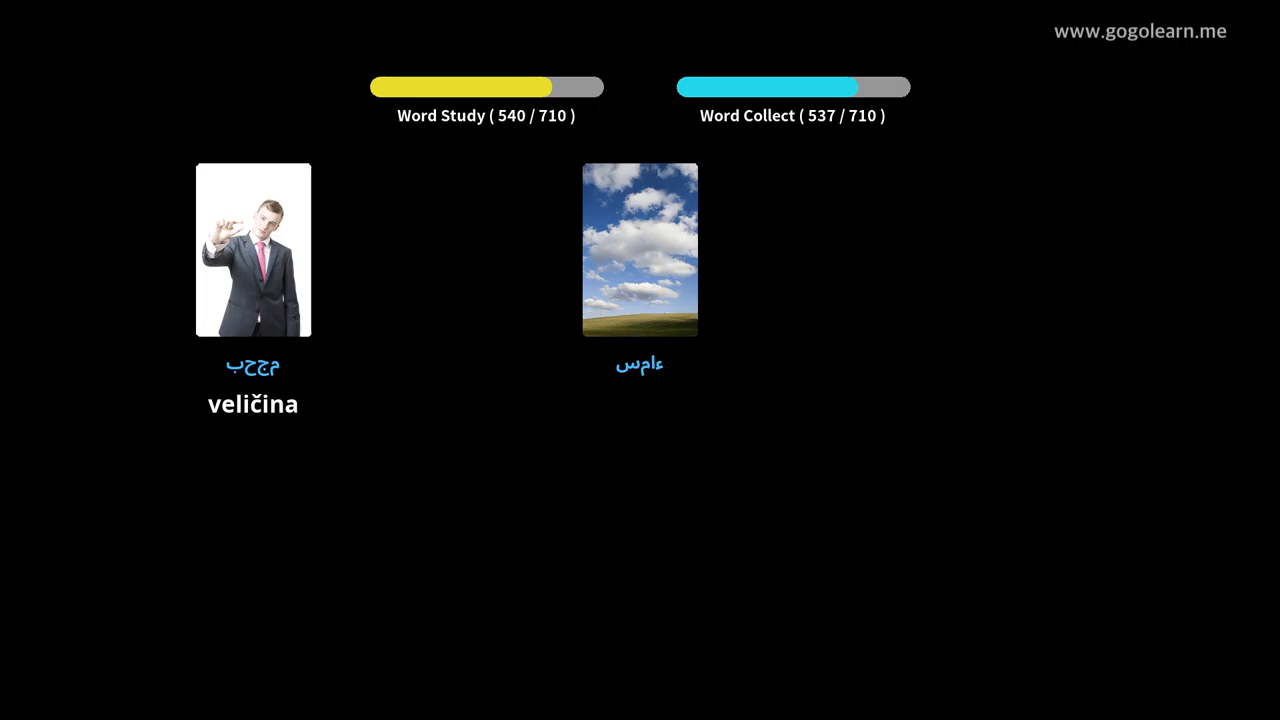 www.gogolearn.me
Word Study ( 540 / 710 )
Word Collect ( 537 / 710 )
مجحب
veličina
ءامس